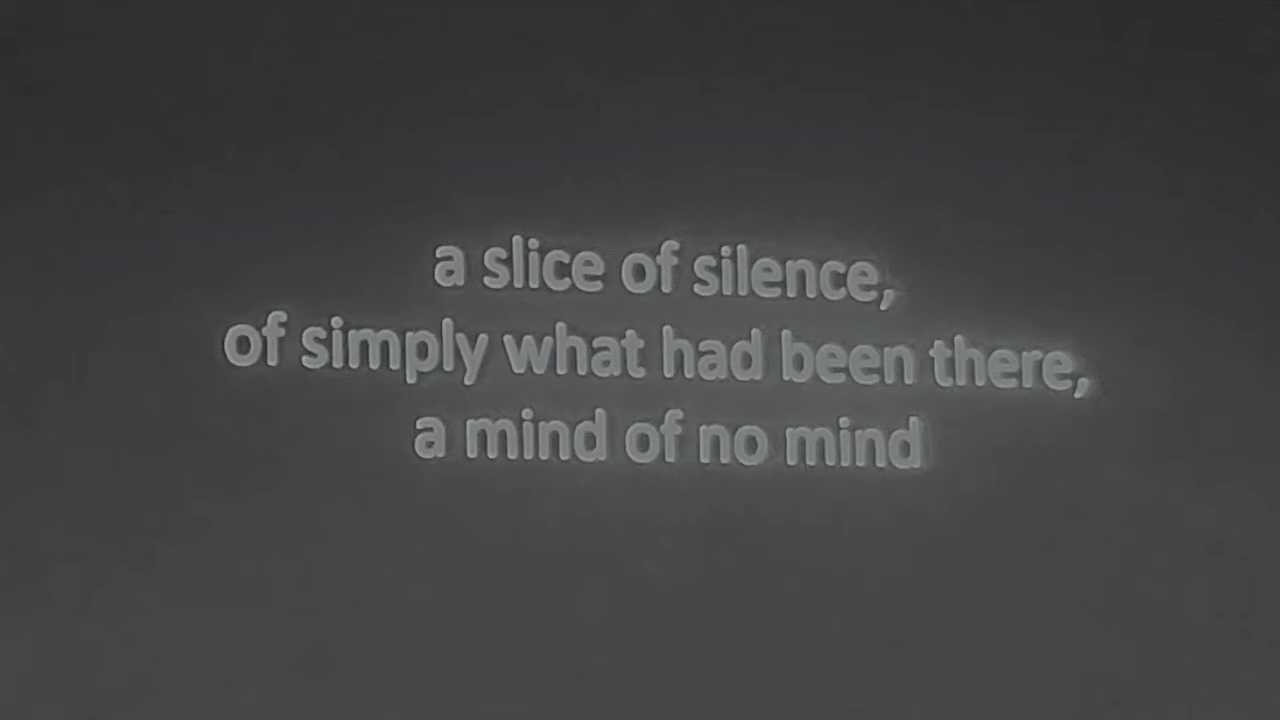 a slice of silence,
of simply what had been there,
a mind of no mind